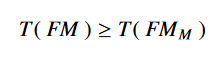 T( FM ) ≥ T( FM_M )